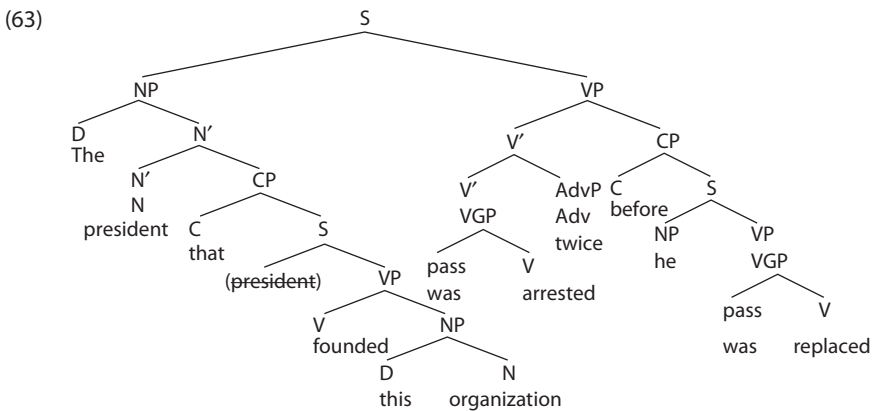 (63) S
NP VP
D N′ V′ CP
The
N′ CP V′ AdvP C S
N VGP Adv before
president C S twice NP VP
that he VGP
(president) VP pass V
was arrested pass V
V NP was replaced
founded
D N
this organization